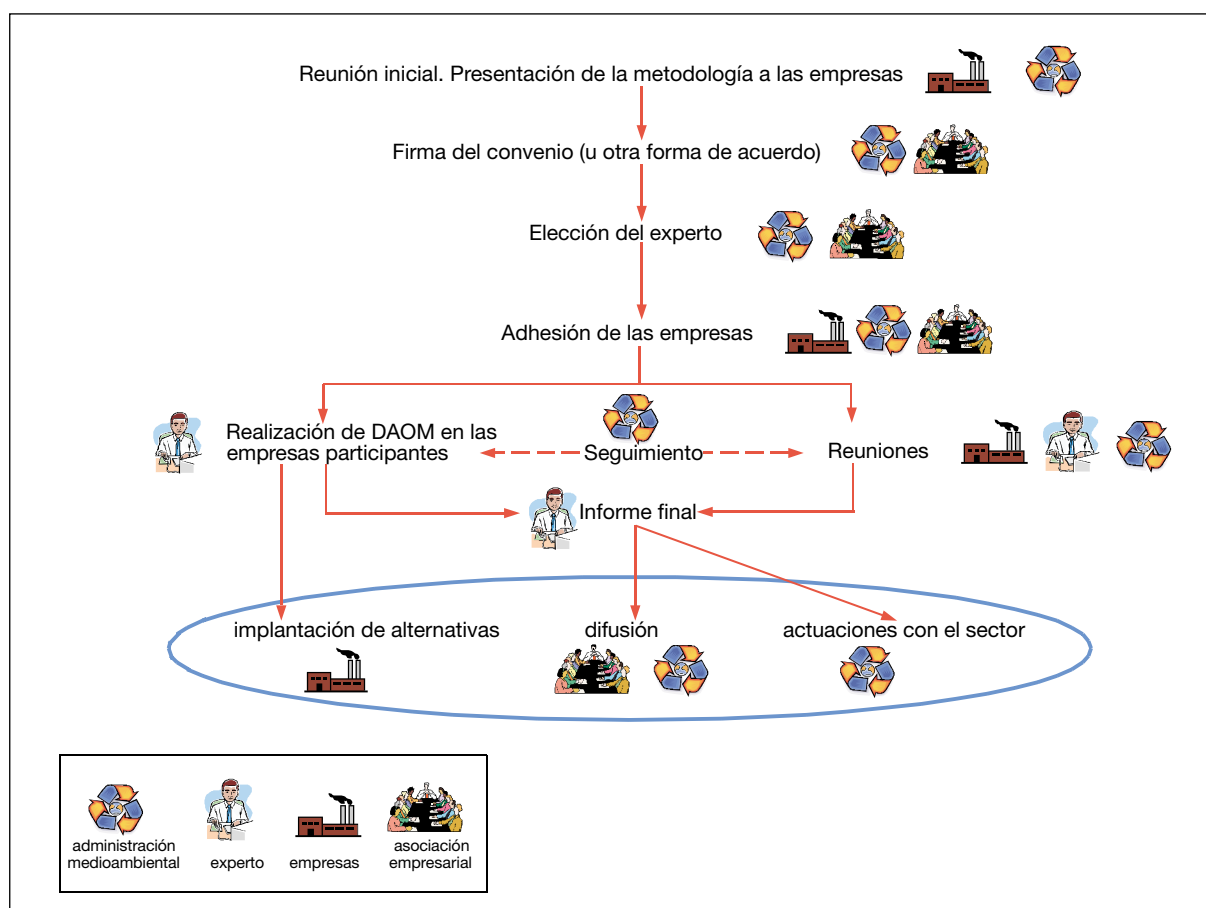 Reunión inicial. Presentación de la metodología a las empresas
Firma del convenio (u otra forma de acuerdo)
Elección del experto
Adhesión de las empresas
Realización de DAOM en las
empresas participantes
Seguimiento
Reuniones
Informe final
implantación de alternativas
difusión
actuaciones con el sector
administración
medioambiental
experto
empresas
asociación
empresarial